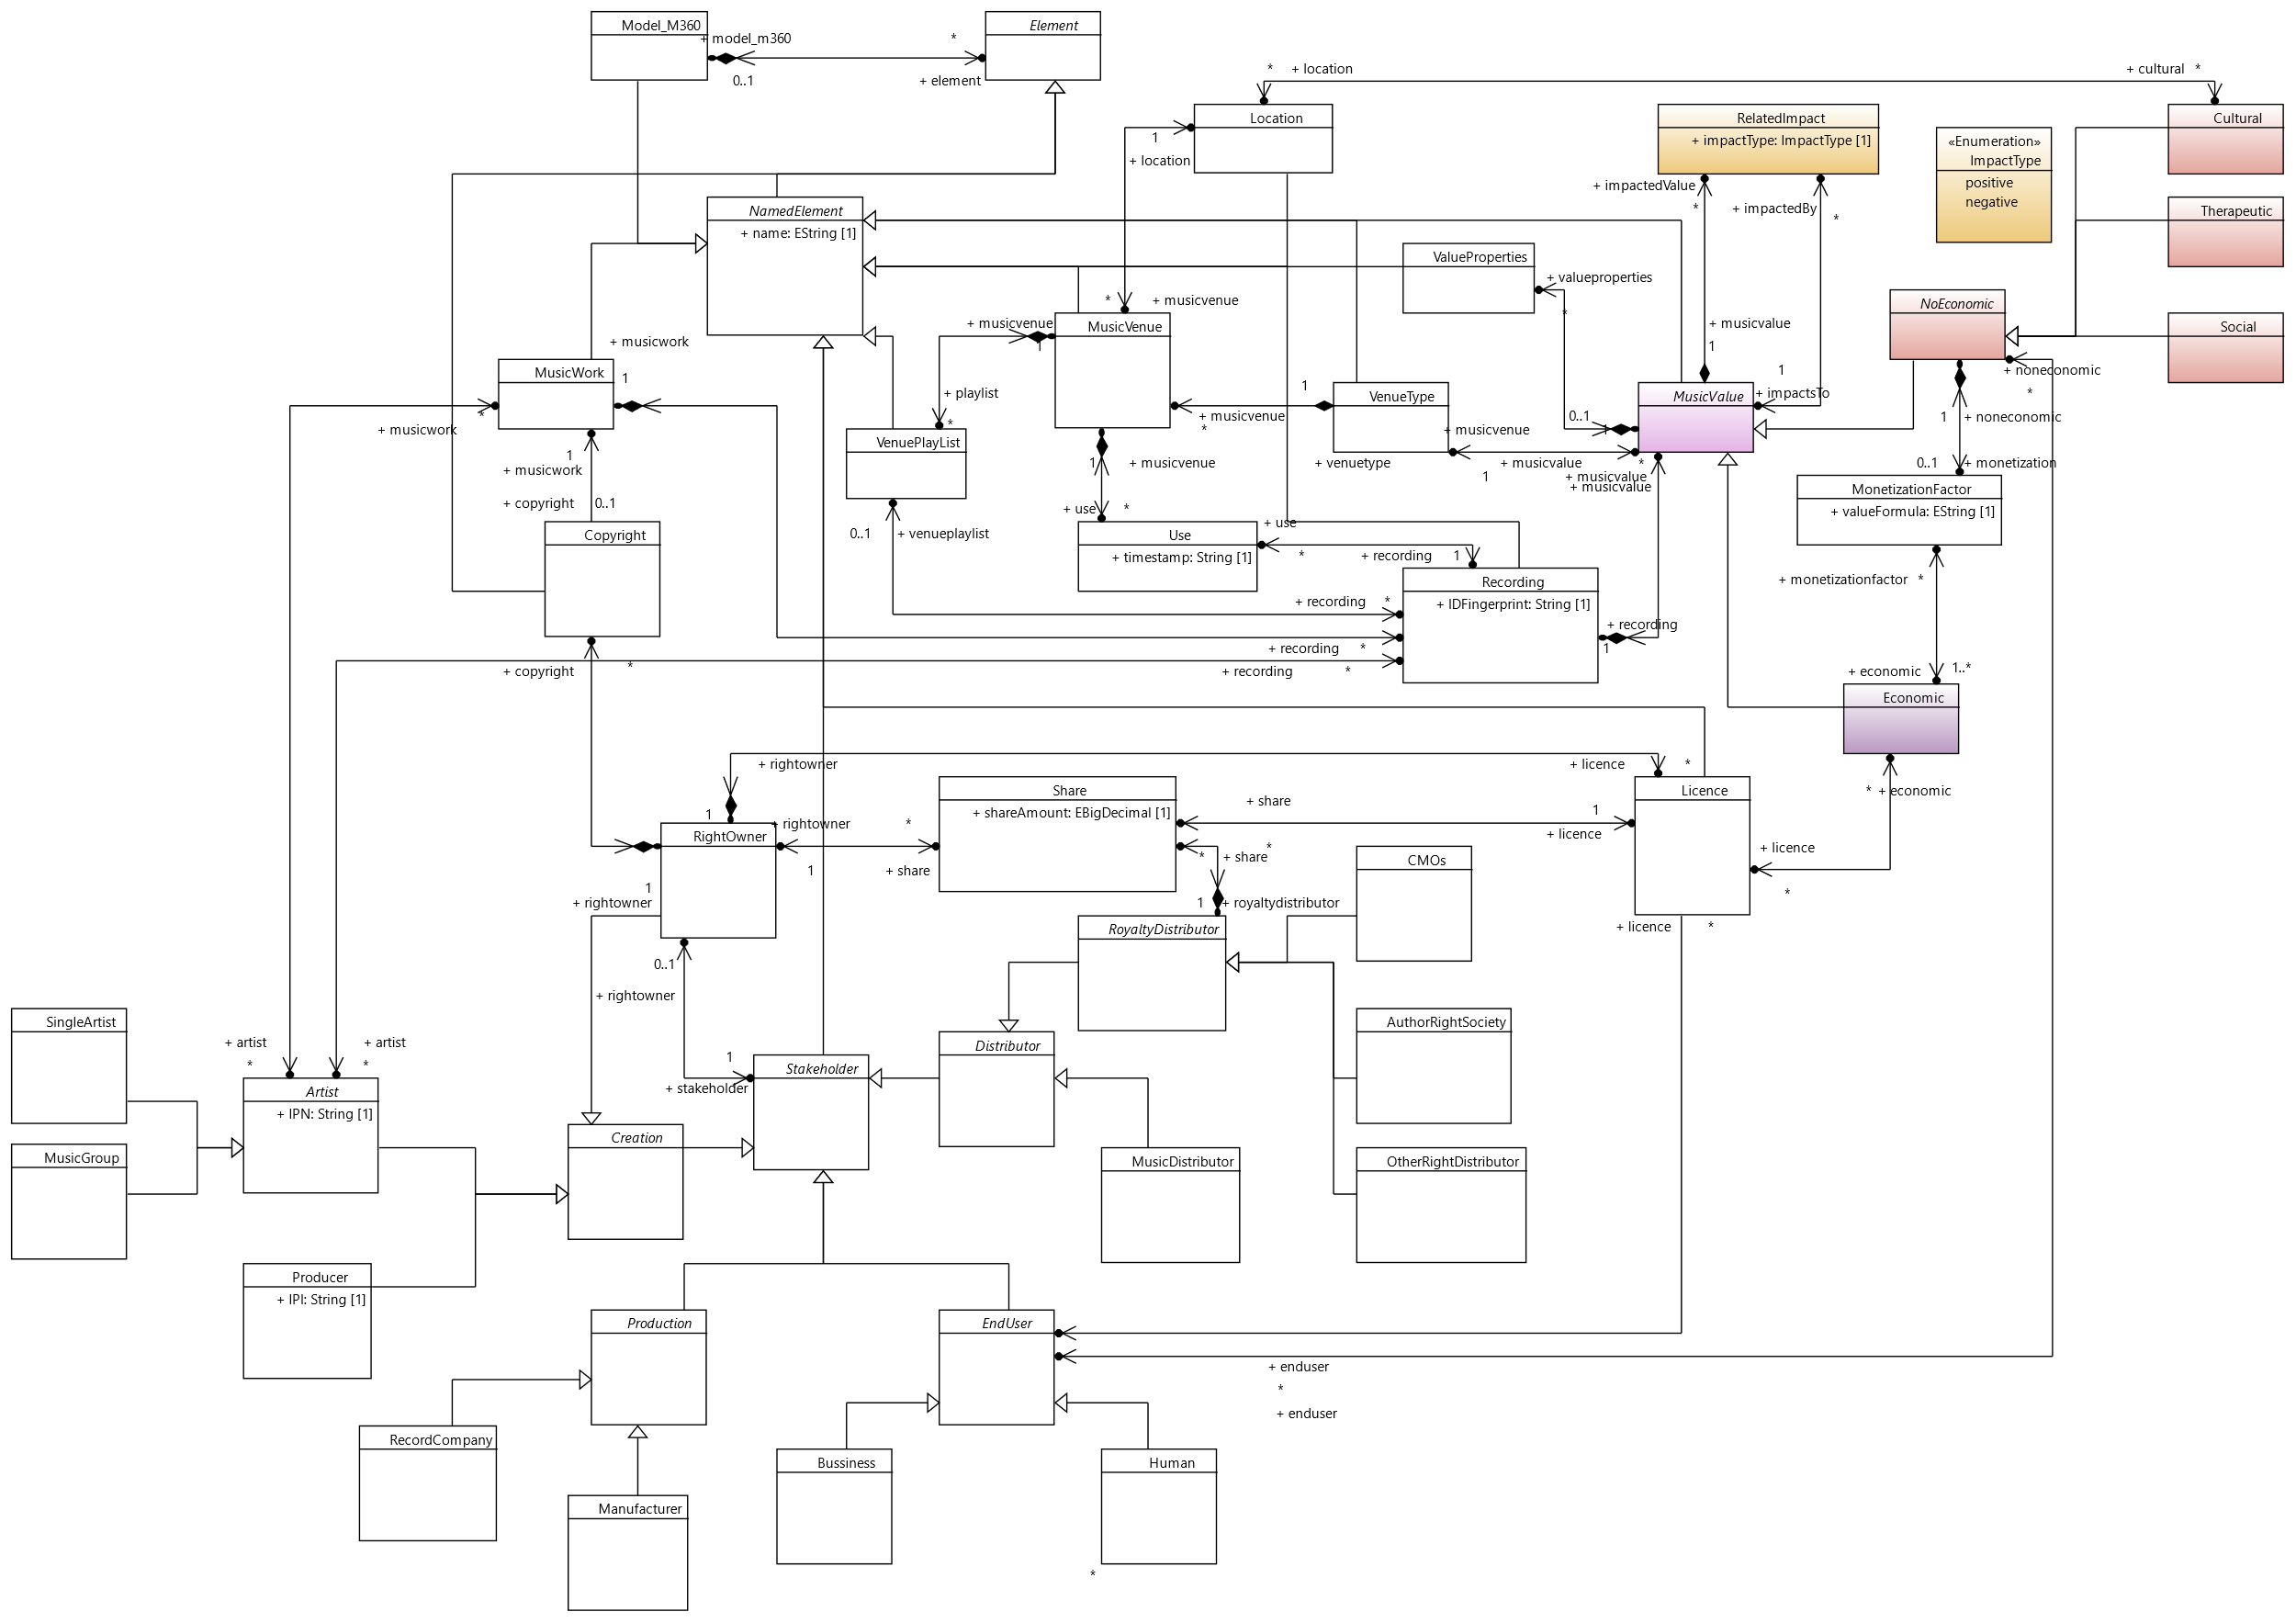 Model_M360
Element
+ model_m360
*
0..1
+ element
* + location
+ cultural *
Location
RelatedImpact
+ impactType: ImpactType [1]
Cultural
«Enumeration»
ImpactType
positive
negative
1
+ location
+ impactedValue
*
+ impactedBy
*
NamedElement
+ name: EString [1]
Therapeutic
ValueProperties
+ valueproperties
*
* + musicvenue
NoEconomic
+ musicvenue
1
MusicVenue
+ musicvalue
1
Social
+ musicwork
MusicWork
1
*
+ musicwork
+ playlist
*
1
VenueType
+ musicvenue
*
MusicValue
1
+ impactsTo
+ noneconomic
*
0..1
1
1 + noneconomic
VenuePlayList
+ musicvenue
+ venuetype
+ musicvalue
1
*
+ musicvalue
+ musicvalue
1
+ musicvenue
0..1 + monetization
1
+ musicwork
+ copyright 0..1
MonetizationFactor
+ valueFormula: EString [1]
+ use *
Copyright
0..1 + venueplaylist
Use
+ timestamp: String [1]
+ use
*
+ recording 1
Recording
+ IDFingerprint: String [1]
+ monetizationfactor *
+ recording *
+ recording
1
+ recording *
+ recording *
+ copyright *
+ economic 1..*
Economic
+ rightowner
+ licence *
Share
+ shareAmount: EBigDecimal [1]
Licence
* + economic
1
RightOwner
+ rightowner *
1 + share
+ share 1
+ licence
+ licence
*
* + share *
CMOs
1
+ rightowner
1 + royaltydistributor
RoyaltyDistributor
+ licence *
0..1
+ rightowner
SingleArtist
AuthorRightSociety
+ artist
*
+ artist
*
Distributor
1
+ stakeholder
Stakeholder
Artist
+ IPN: String [1]
Creation
MusicGroup
MusicDistributor
OtherRightDistributor
Producer
+ IPI: String [1]
Production
EndUser
+ enduser
*
+ enduser
RecordCompany
Bussiness
Human
Manufacturer
*